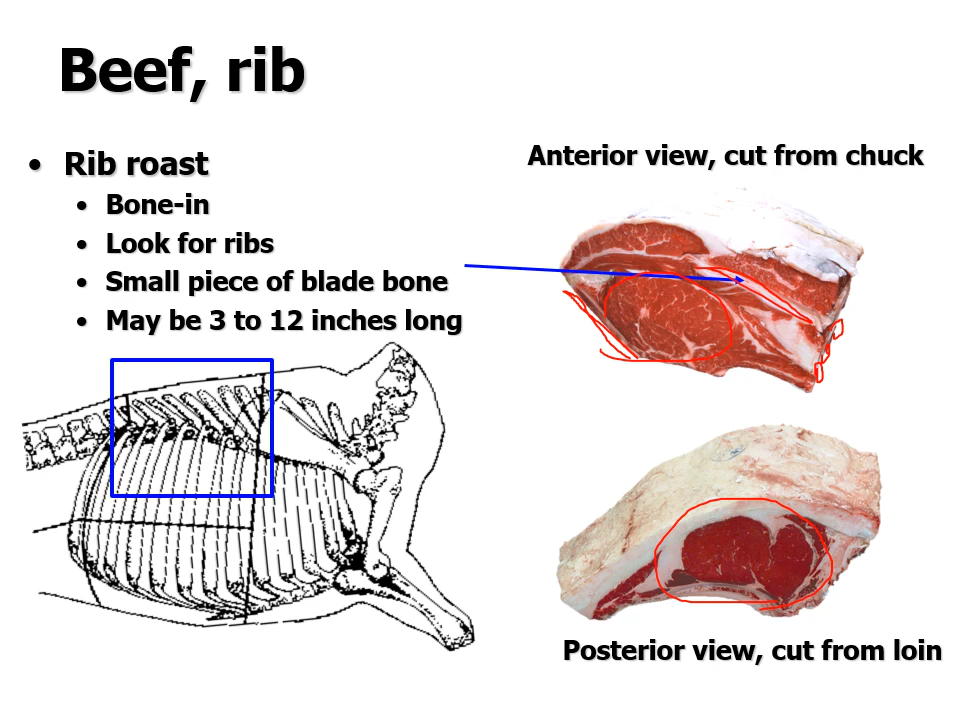 Beef, rib
• Rib roast
• Bone-in
• Look for ribs
• Small piece of blade bone
• May be 3 to 12 inches long
Anterior view, cut from chuck
Posterior view, cut from loin